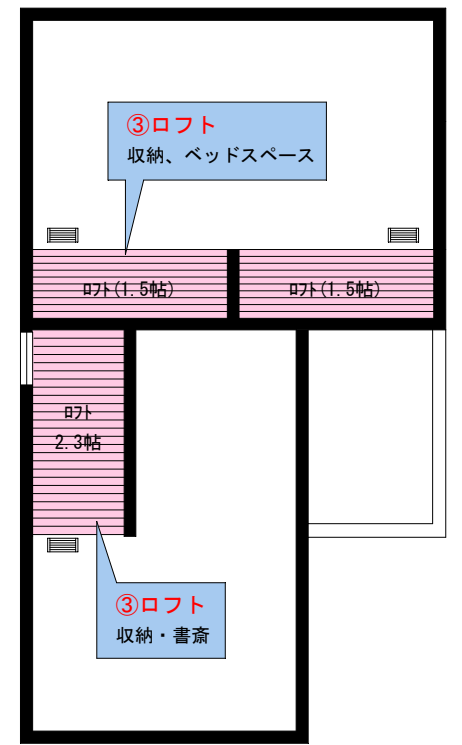 ③ロフト
収納、ベッドスペース
ﾛﾌﾄ(1.5帖)
ﾛﾌﾄ(1.5帖)
ﾛﾌﾄ
2.3帖
③ロフト
収納・書斎